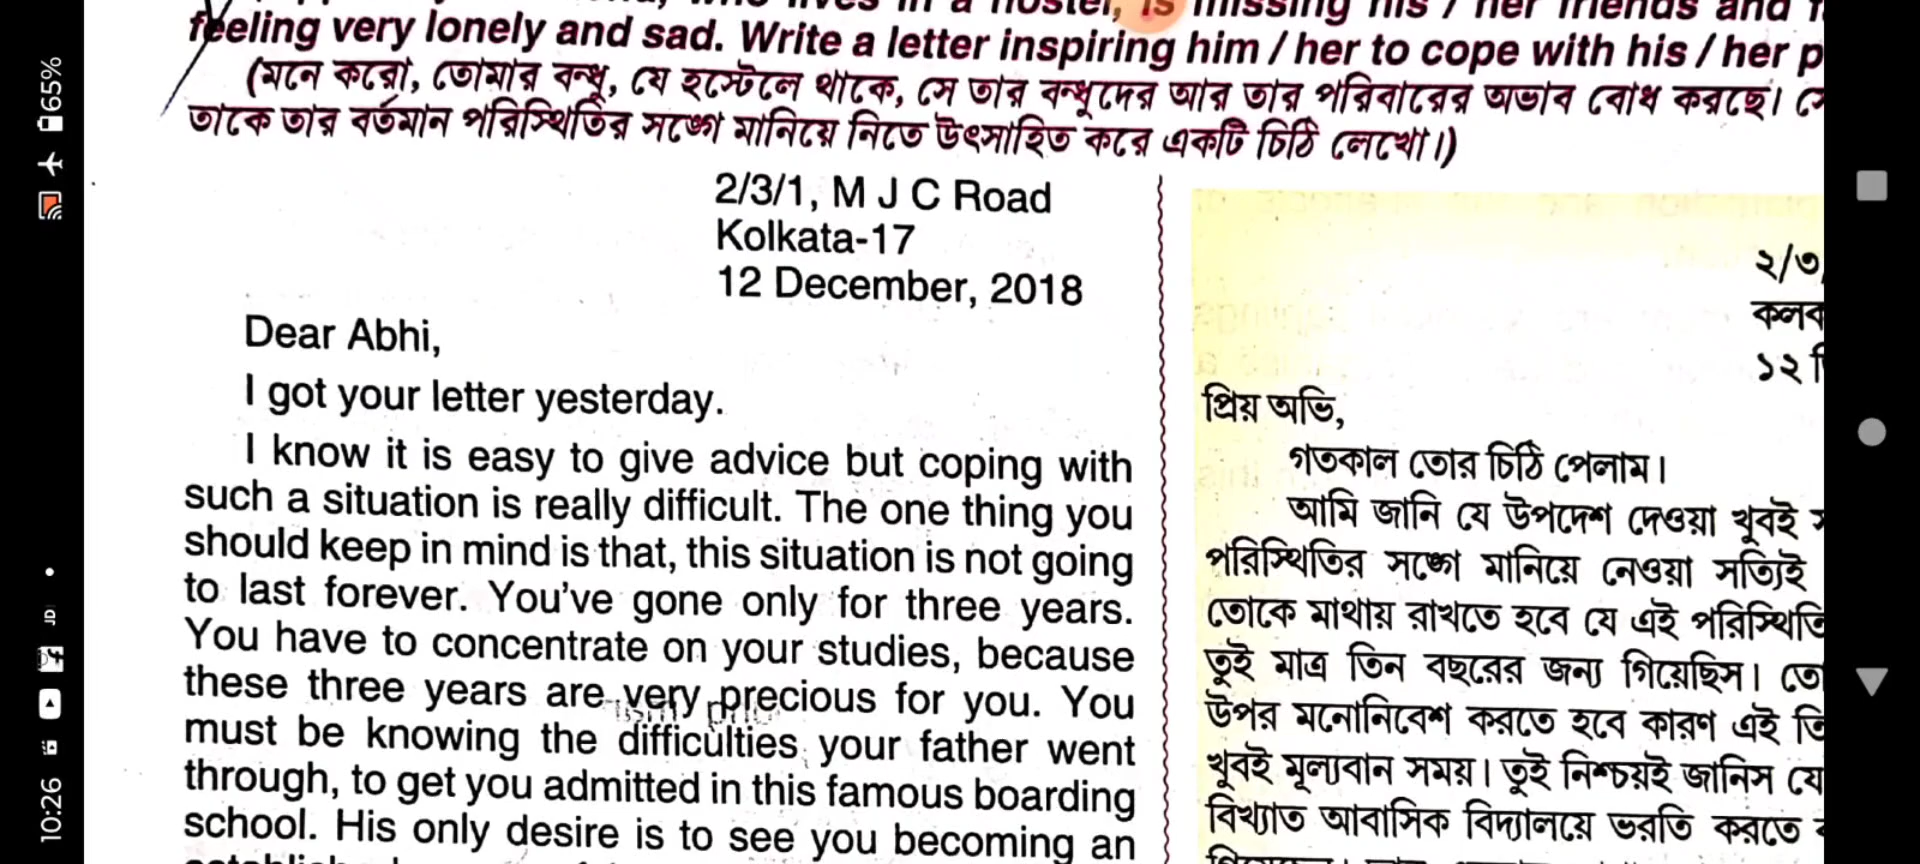 feeling very lonely and sad. Write a letter inspiring him / her to cope with his / her
(মনে করো, তোমার বন্ধু, যে হস্টেলে থাকে, সে তার বন্ধুদের আর তার পরিবারের অভাব বোধ করছে।
তাকে তার বর্তমান পরিস্থিতির সঙ্গে মানিয়ে নিতে উৎসাহিত করে একটি চিঠি লেখো।)
2/3/1, M J C Road
Kolkata-17
12 December, 2018
Dear Abhi,
I got your letter yesterday.
I know it is easy to give advice but coping with
such a situation is really difficult. The one thing you
should keep in mind is that, this situation is not going
to last forever. You've gone only for three years.
You have to concentrate on your studies, because
these three years are very precious for you. You
must be knowing the difficulties your father went
through, to get you admitted in this famous boarding
school. His only desire is to see you becoming an
২/৩
১২
প্রিয় অভি,
গতকাল তোর চিঠি পেলাম।
আমি জানি যে উপদেশ দেওয়া খুবই
পরিস্থিতির সঙ্গে মানিয়ে নেওয়া সত্যিই
তোকে মাথায় রাখতে হবে যে এই
তুই মাত্র তিন বছরের জন্য গিয়েছিস।
উপর মনোনিবেশ করতে হবে কারণ এই
খুবই মূল্যবান সময়। তুই নিশ্চয়ই জানিস যে
বিখ্যাত আবাসিক বিদ্যালয়ে ভরতি করতে
65%
10:26